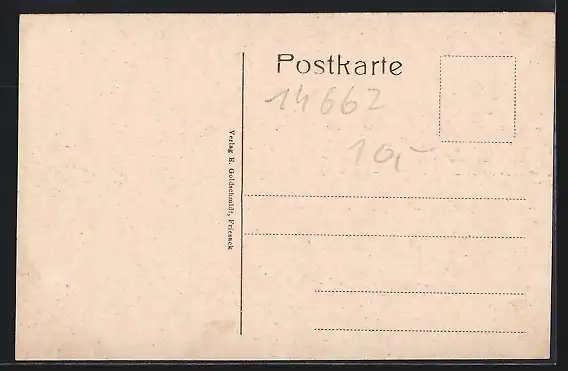 Postkarte
14662
10,-
Verlag E. Goldschmidt, Friesack